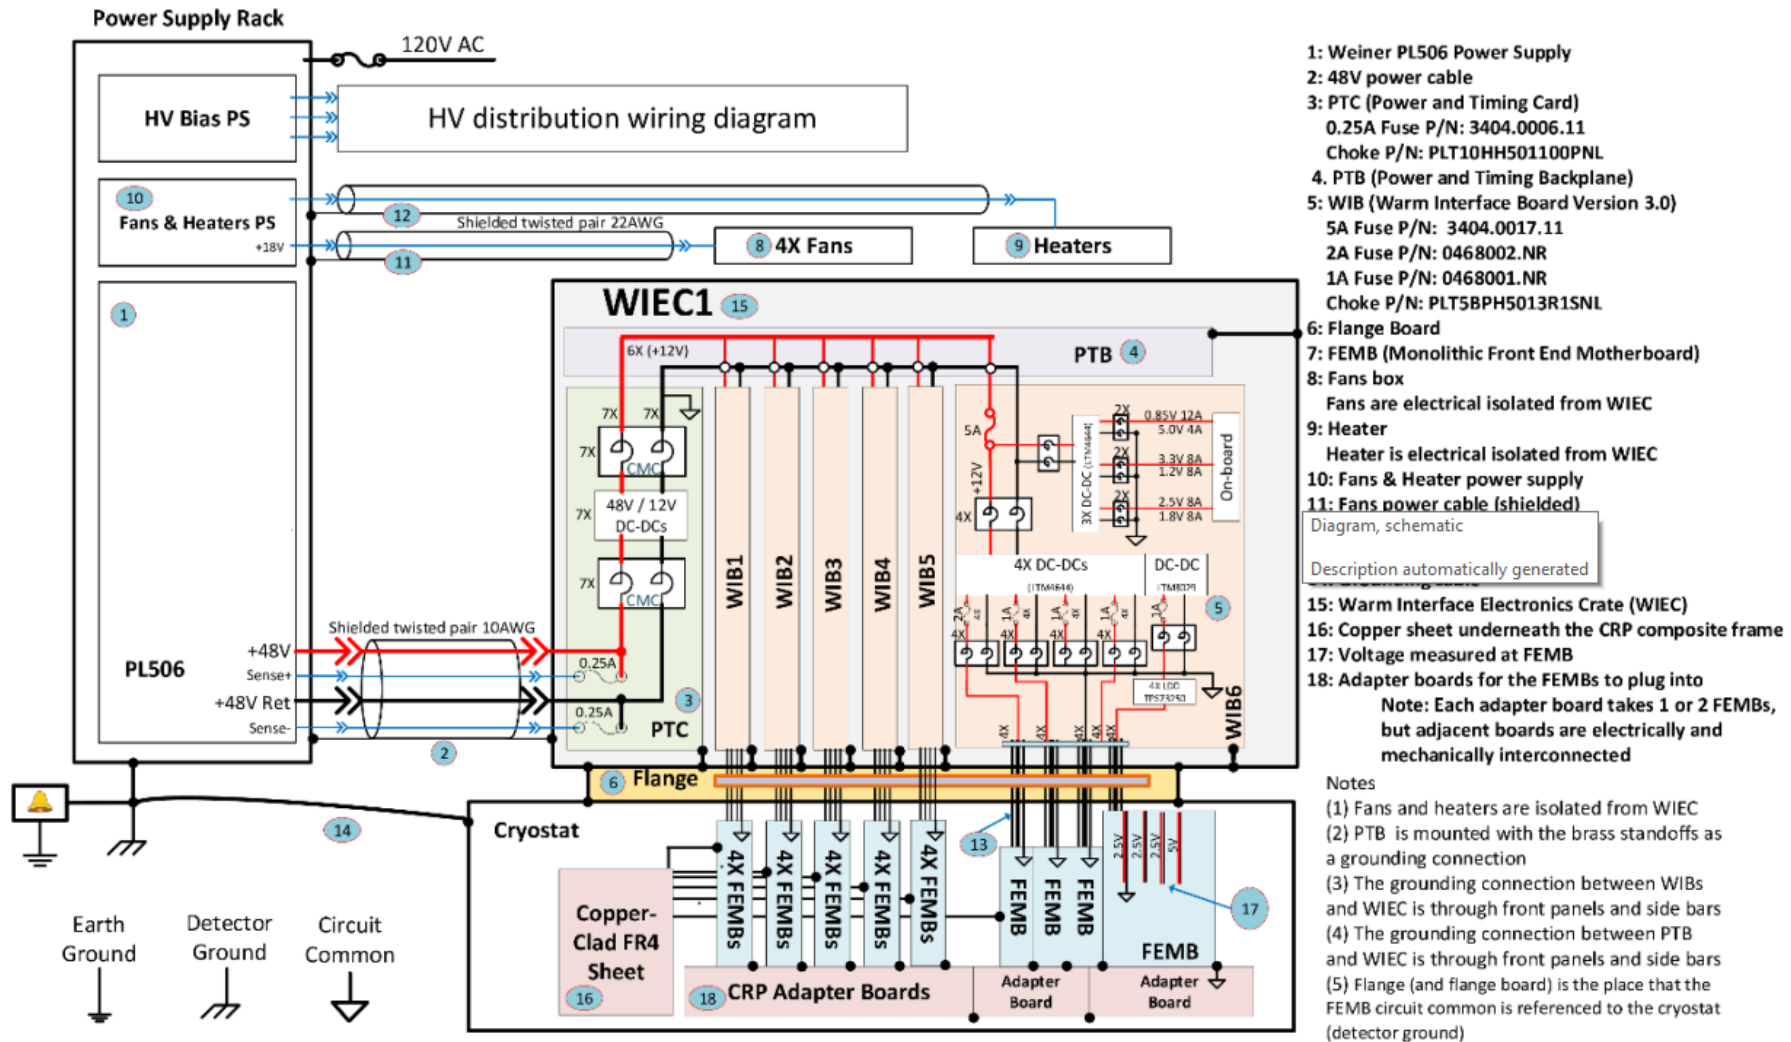 Power Supply Rack
120V AC
HV Bias PS
HV distribution wiring diagram
10
Fans & Heaters PS
+18V
12
Shielded twisted pair 22AWG
11
8 4X Fans
9 Heaters
1
PL506
+48V
Sense+
+48V Ret
Sense-
Shielded twisted pair 10AWG
2
WIEC1 15
6X (+12V)
PTB 4
7X 7X
7X
CMC
7X
48V / 12V
DC-DCs
7X
CMC
0.25A
0.25A
3
PTC
WIB1
WIB2
WIB3
WIB4
WIB5
5A
+12V
4X
3X DC-DC (LTM4644)
2X
0.85V 12A
5.0V 4A
2X
3.3V 8A
1.2V 8A
2X
2.5V 8A
1.8V 8A
On-board
4X DC-DCs
(LTM4644)
DC-DC
LTM8029
5
2A 4X 1A 4X 1A 4X 1A 4X 1A
4X 4X 4X 4X
4X LDO
TPS73250
WIB6
4X 4X 4X 4X 4X
6 Flange
14
Cryostat
13
4X FEMBs
4X FEMBs
4X FEMBs
4X FEMBs
4X FEMBs
FEMB
FEMB
FEMB
2.5V
2.5V
2.5V
5V
FEMB
17
Copper-
Clad FR4
Sheet
16
18 CRP Adapter Boards
Adapter
Board
Adapter
Board
Earth
Ground
Detector
Ground
Circuit
Common
1: Weiner PL506 Power Supply
2: 48V power cable
3: PTC (Power and Timing Card)
0.25A Fuse P/N: 3404.0006.11
Choke P/N: PLT10HH501100PNL
4. PTB (Power and Timing Backplane)
5: WIB (Warm Interface Board Version 3.0)
5A Fuse P/N: 3404.0017.11
2A Fuse P/N: 0468002.NR
1A Fuse P/N: 0468001.NR
Choke P/N: PLT5BPH5013R1SNL
6: Flange Board
7: FEMB (Monolithic Front End Motherboard)
8: Fans box
Fans are electrical isolated from WIEC
9: Heater
Heater is electrical isolated from WIEC
10: Fans & Heater power supply
11: Fans power cable (shielded)
Diagram, schematic
Description automatically generated
15: Warm Interface Electronics Crate (WIEC)
16: Copper sheet underneath the CRP composite frame
17: Voltage measured at FEMB
18: Adapter boards for the FEMBs to plug into
Note: Each adapter board takes 1 or 2 FEMBs,
but adjacent boards are electrically and
mechanically interconnected
Notes
(1) Fans and heaters are isolated from WIEC
(2) PTB is mounted with the brass standoffs as
a grounding connection
(3) The grounding connection between WIBs
and WIEC is through front panels and side bars
(4) The grounding connection between PTB
and WIEC is through front panels and side bars
(5) Flange (and flange board) is the place that the
FEMB circuit common is referenced to the cryostat
(detector ground)